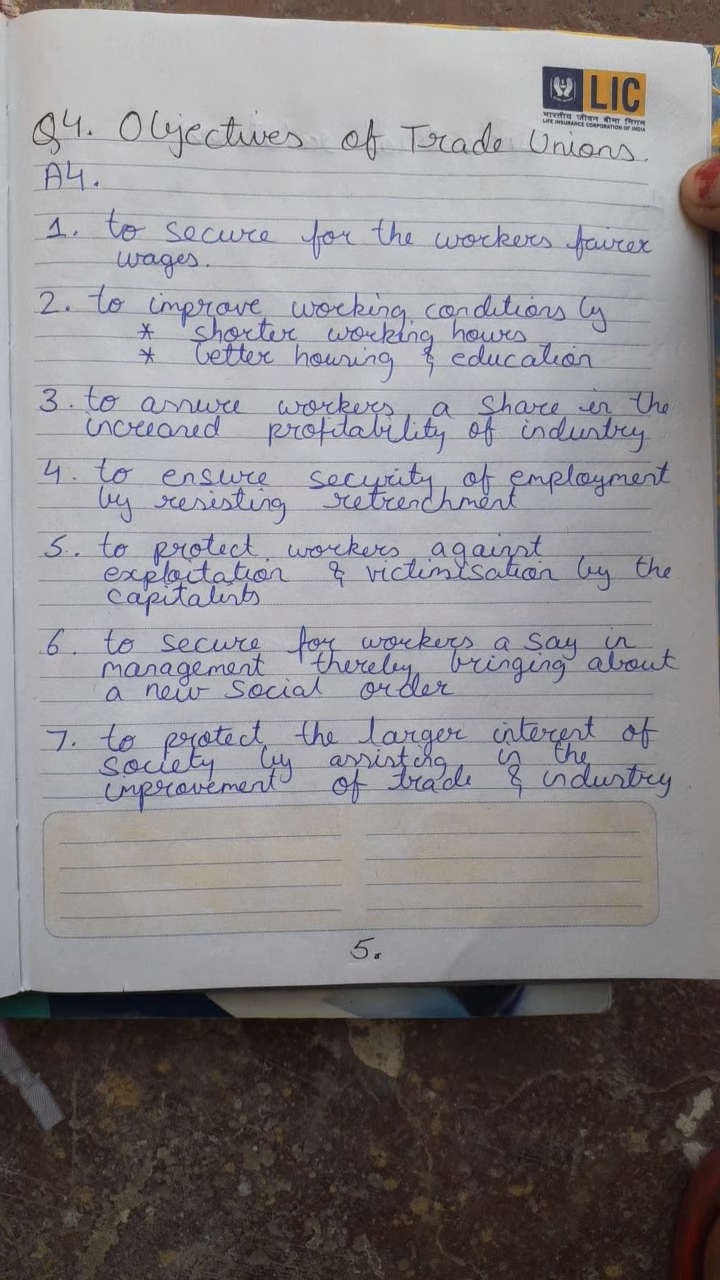 LIC
भारतीय जीवन बीमा निगम
LIFE INSURANCE CORPORATION OF INDIA
Q4. Objectives of Trade Unions.
A4.
1. to secure for the workers fairer
wages.
2. to improve working conditions by
* shorter working hours
* better housing & education
3. to assure workers a share in the
increased profitability of industry
4. to ensure security of employment
by resisting retrenchment
5. to protect workers against
exploitation & victimisation by the
capitalists
6. to secure for workers a say in
management thereby bringing about
a new social order
7. to protect the larger interest of
society by assisting in the
improvement of trade & industry
5.